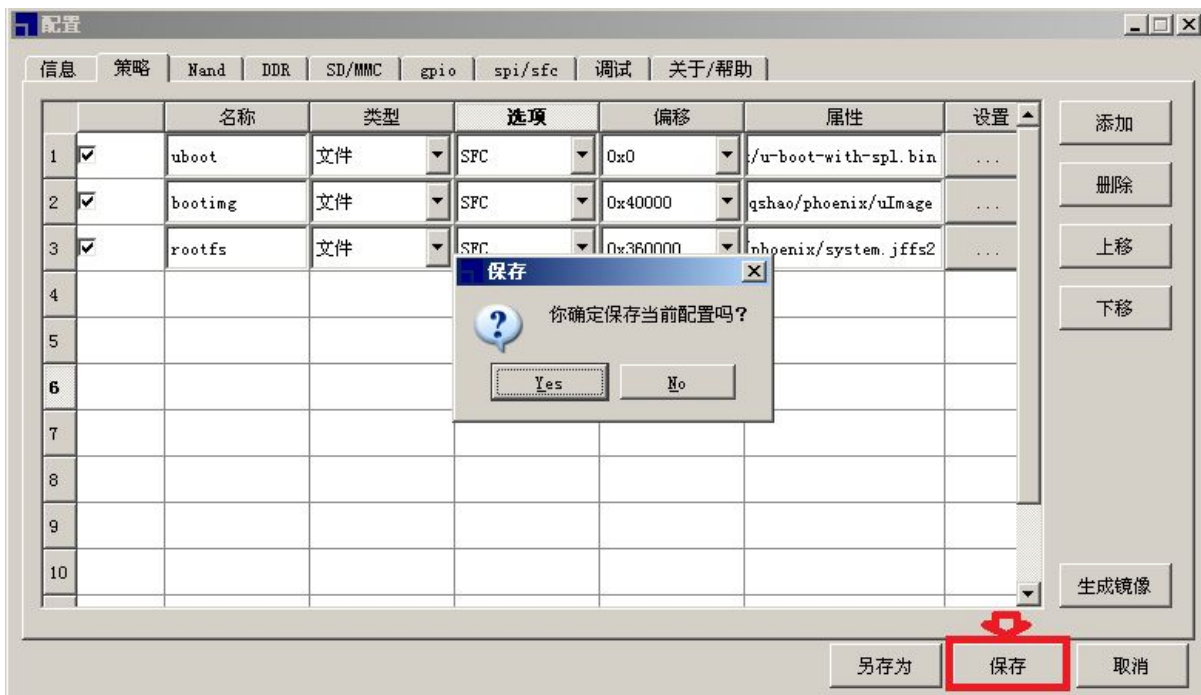 配置
信息 策略 Nand DDR SD/MMC gpio spi/sfc 调试 关于/帮助
名称 类型 选项 偏移 属性 设置
添加
1 uboot 文件 SFC 0x0 :/u-boot-with-spl.bin ...
删除
2 bootimg 文件 SFC 0x40000 qshao/phoenix/uImage ...
3 rootfs 文件 SFC 0x360000 phoenix/system.jffs2 ...
上移
保存
4
下移
你确定保存当前配置吗?
5
Yes No
6
7
8
9
10
生成镜像
另存为 保存 取消